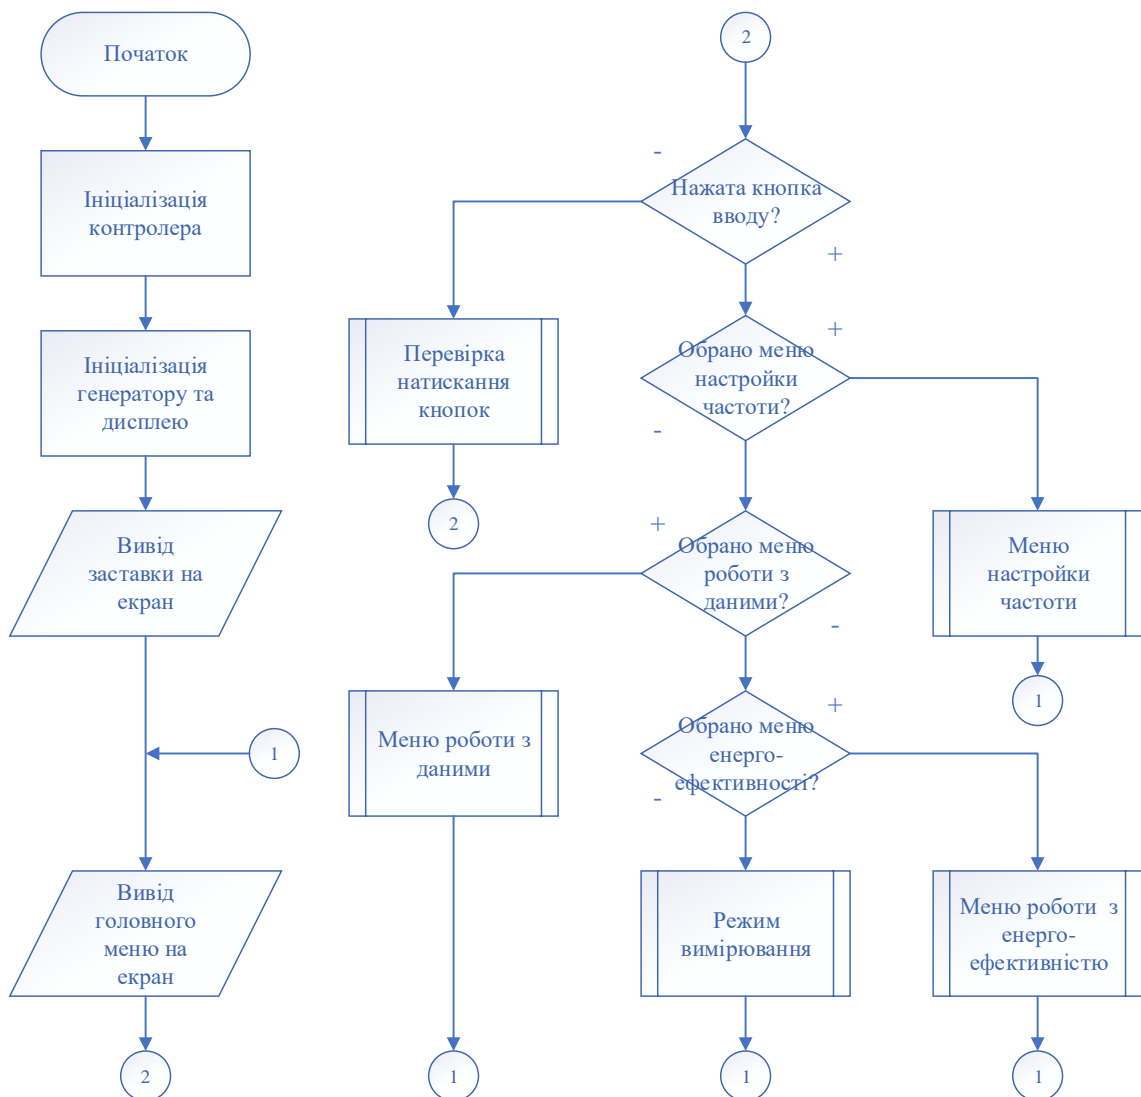 Початок
Ініціалізація
контролера
Ініціалізація
генератору та
дисплею
Вивід
заставки на
екран
1
Вивід
головного
меню на
екран
2
2
-
Нажата кнопка
вводу?
+
Перевірка
натискання
кнопок
2
+
Обрано меню
настройки
частоти?
-
Меню
настройки
частоти
1
+
Обрано меню
роботи з
даними?
-
Меню роботи з
даними
1
+
Обрано меню
енерго-
ефективності?
-
Режим
вимірювання
1
Меню роботи з
енерго-
ефективністю
1